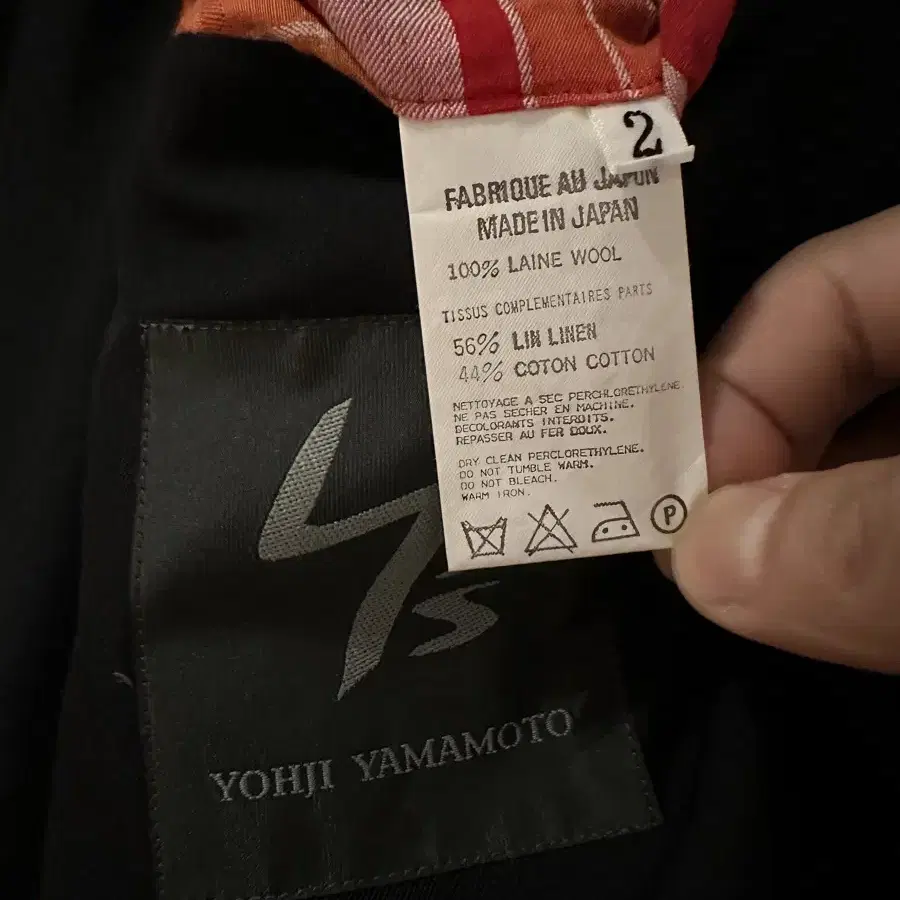 2
FABRIQUE AU JAPON
MADE IN JAPAN
100% LAINE WOOL
TISSUS COMPLEMENTAIRES PARTS
56% LIN LINEN
44% COTON COTTON
NETTOYAGE A SEC PERCHLORETHYLENE.
NE PAS SECHER EN MACHINE.
DECOLORANTS INTERDITS.
REPASSER AU FER DOUX.
DRY CLEAN PERCLORETHYLENE.
DO NOT TUMBLE WARM.
DO NOT BLEACH.
WARM IRON.
P
Y's
YOHJI YAMAMOTO